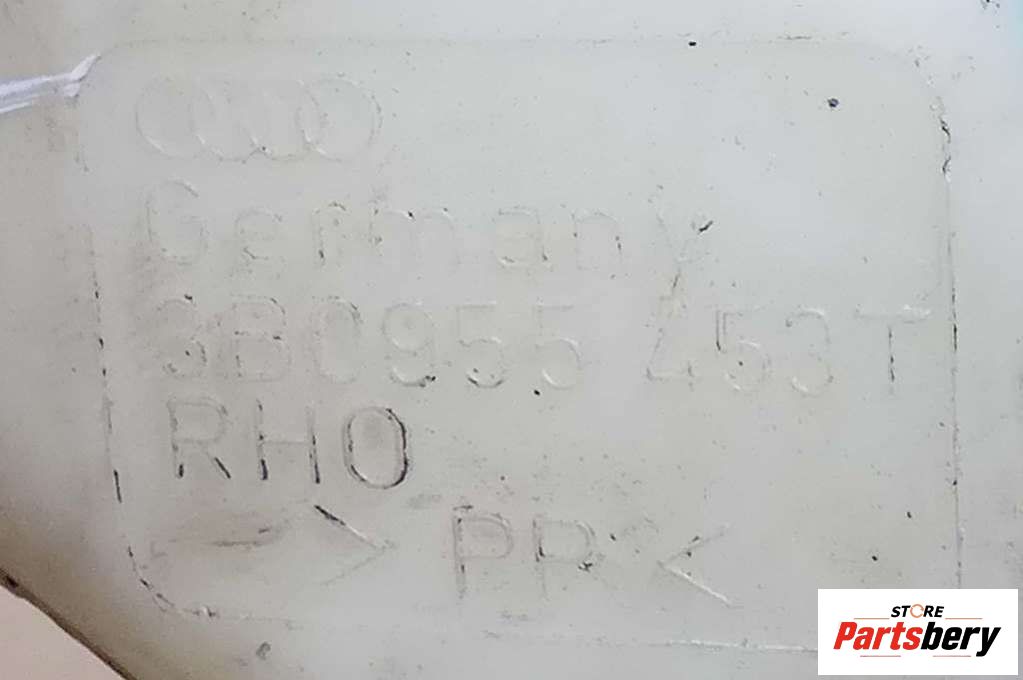 Germany
3B0955 453T
RHO
> PP <
STORE
Partsbery